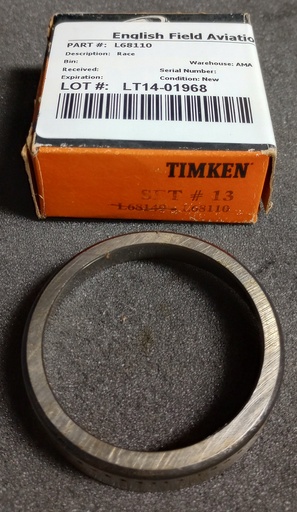 English Field Aviatio
PART #: L68110
Description: Race
Bin: Warehouse: AMA
Received: Serial Number:
Expiration: Condition: New
LOT #: LT14-01968
TIMKEN
SET # 13
L68149 - L68110